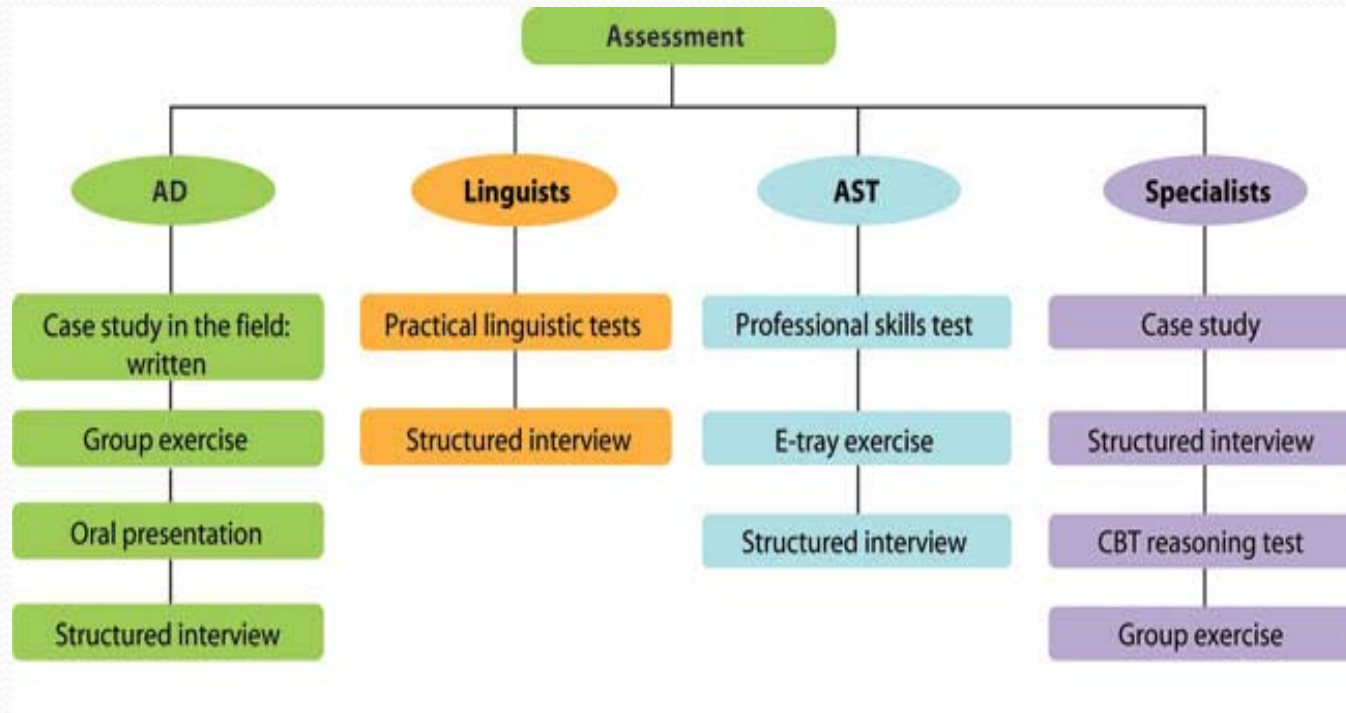 Assessment
AD
Linguists
AST
Specialists
Case study in the field:
written
Group exercise
Oral presentation
Structured interview
Practical linguistic tests
Structured interview
Professional skills test
E-tray exercise
Structured interview
Case study
Structured interview
CBT reasoning test
Group exercise